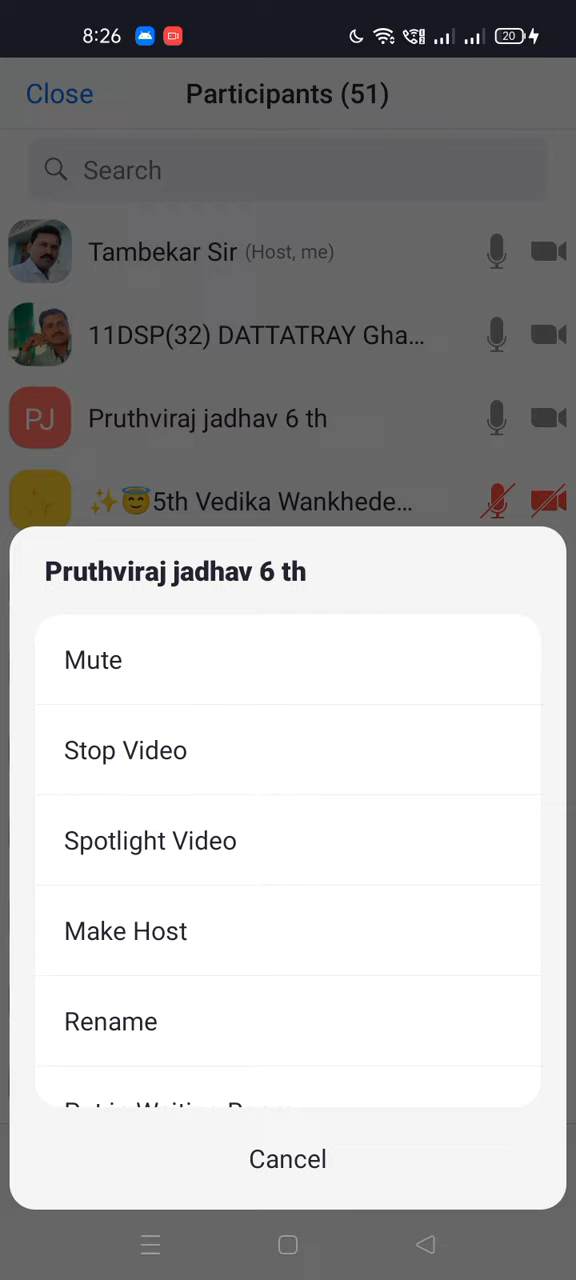 8:26
20
Close
Participants (51)
Search
Tambekar Sir (Host, me)
11DSP(32) DATTATRAY Gha...
PJ
Pruthviraj jadhav 6 th
✨😇5th Vedika Wankhede...
Pruthviraj jadhav 6 th
Mute
Stop Video
Spotlight Video
Make Host
Rename
Cancel